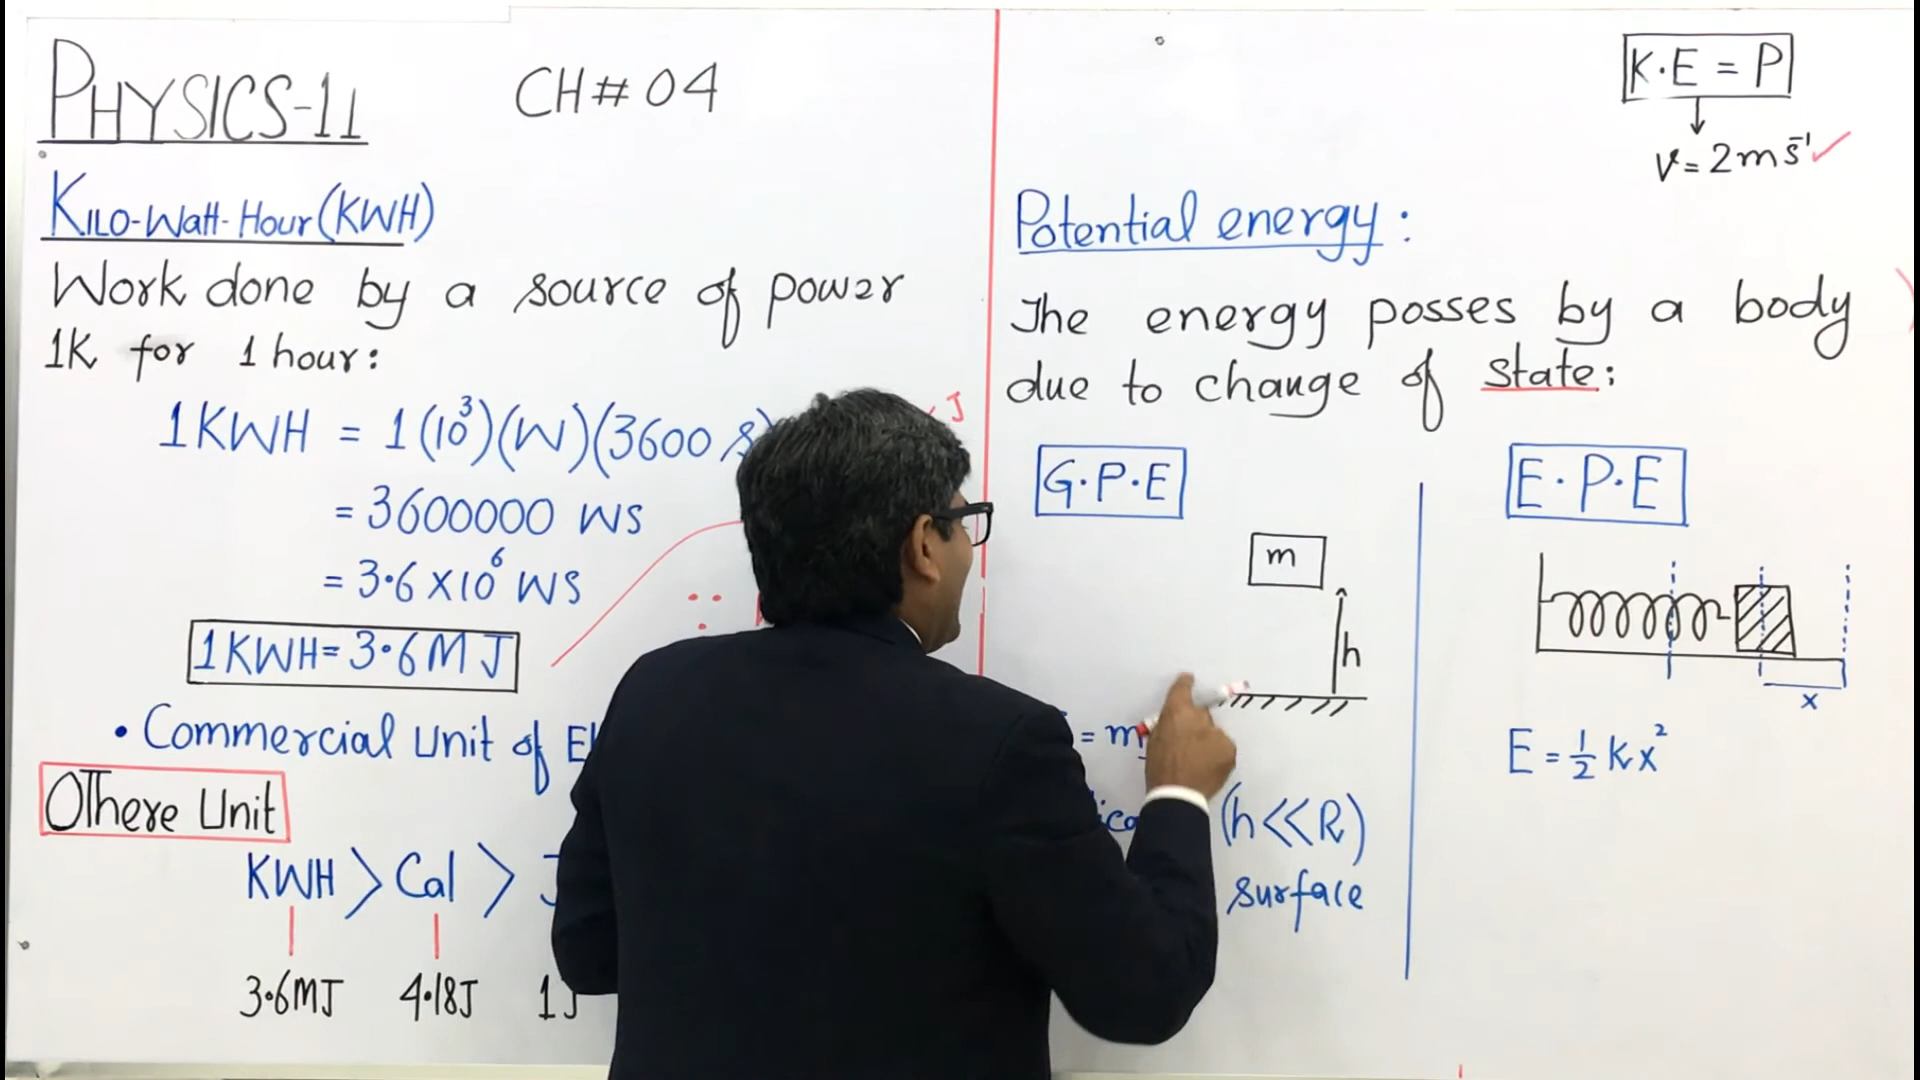 PHYSICS-11
CH# 04
KILO-Watt-Hour (KWH)
Work done by a source of power
1K for 1 hour:
1KWH = 1(10³)(W)(3600 s)
J
= 3600000 WS
= 3.6 x 10⁶ WS
1KWH = 3.6MJ
• Commercial Unit of El
OThere Unit
KWH > Cal > J
3.6MJ 4.18J 1J
K.E = P
V = 2ms⁻¹ ✓
Potential energy:
The energy posses by a body
due to change of state:
G.P.E
m
h
= m
(h<<R)
surface
E.P.E
x
E = 1/2 kx²